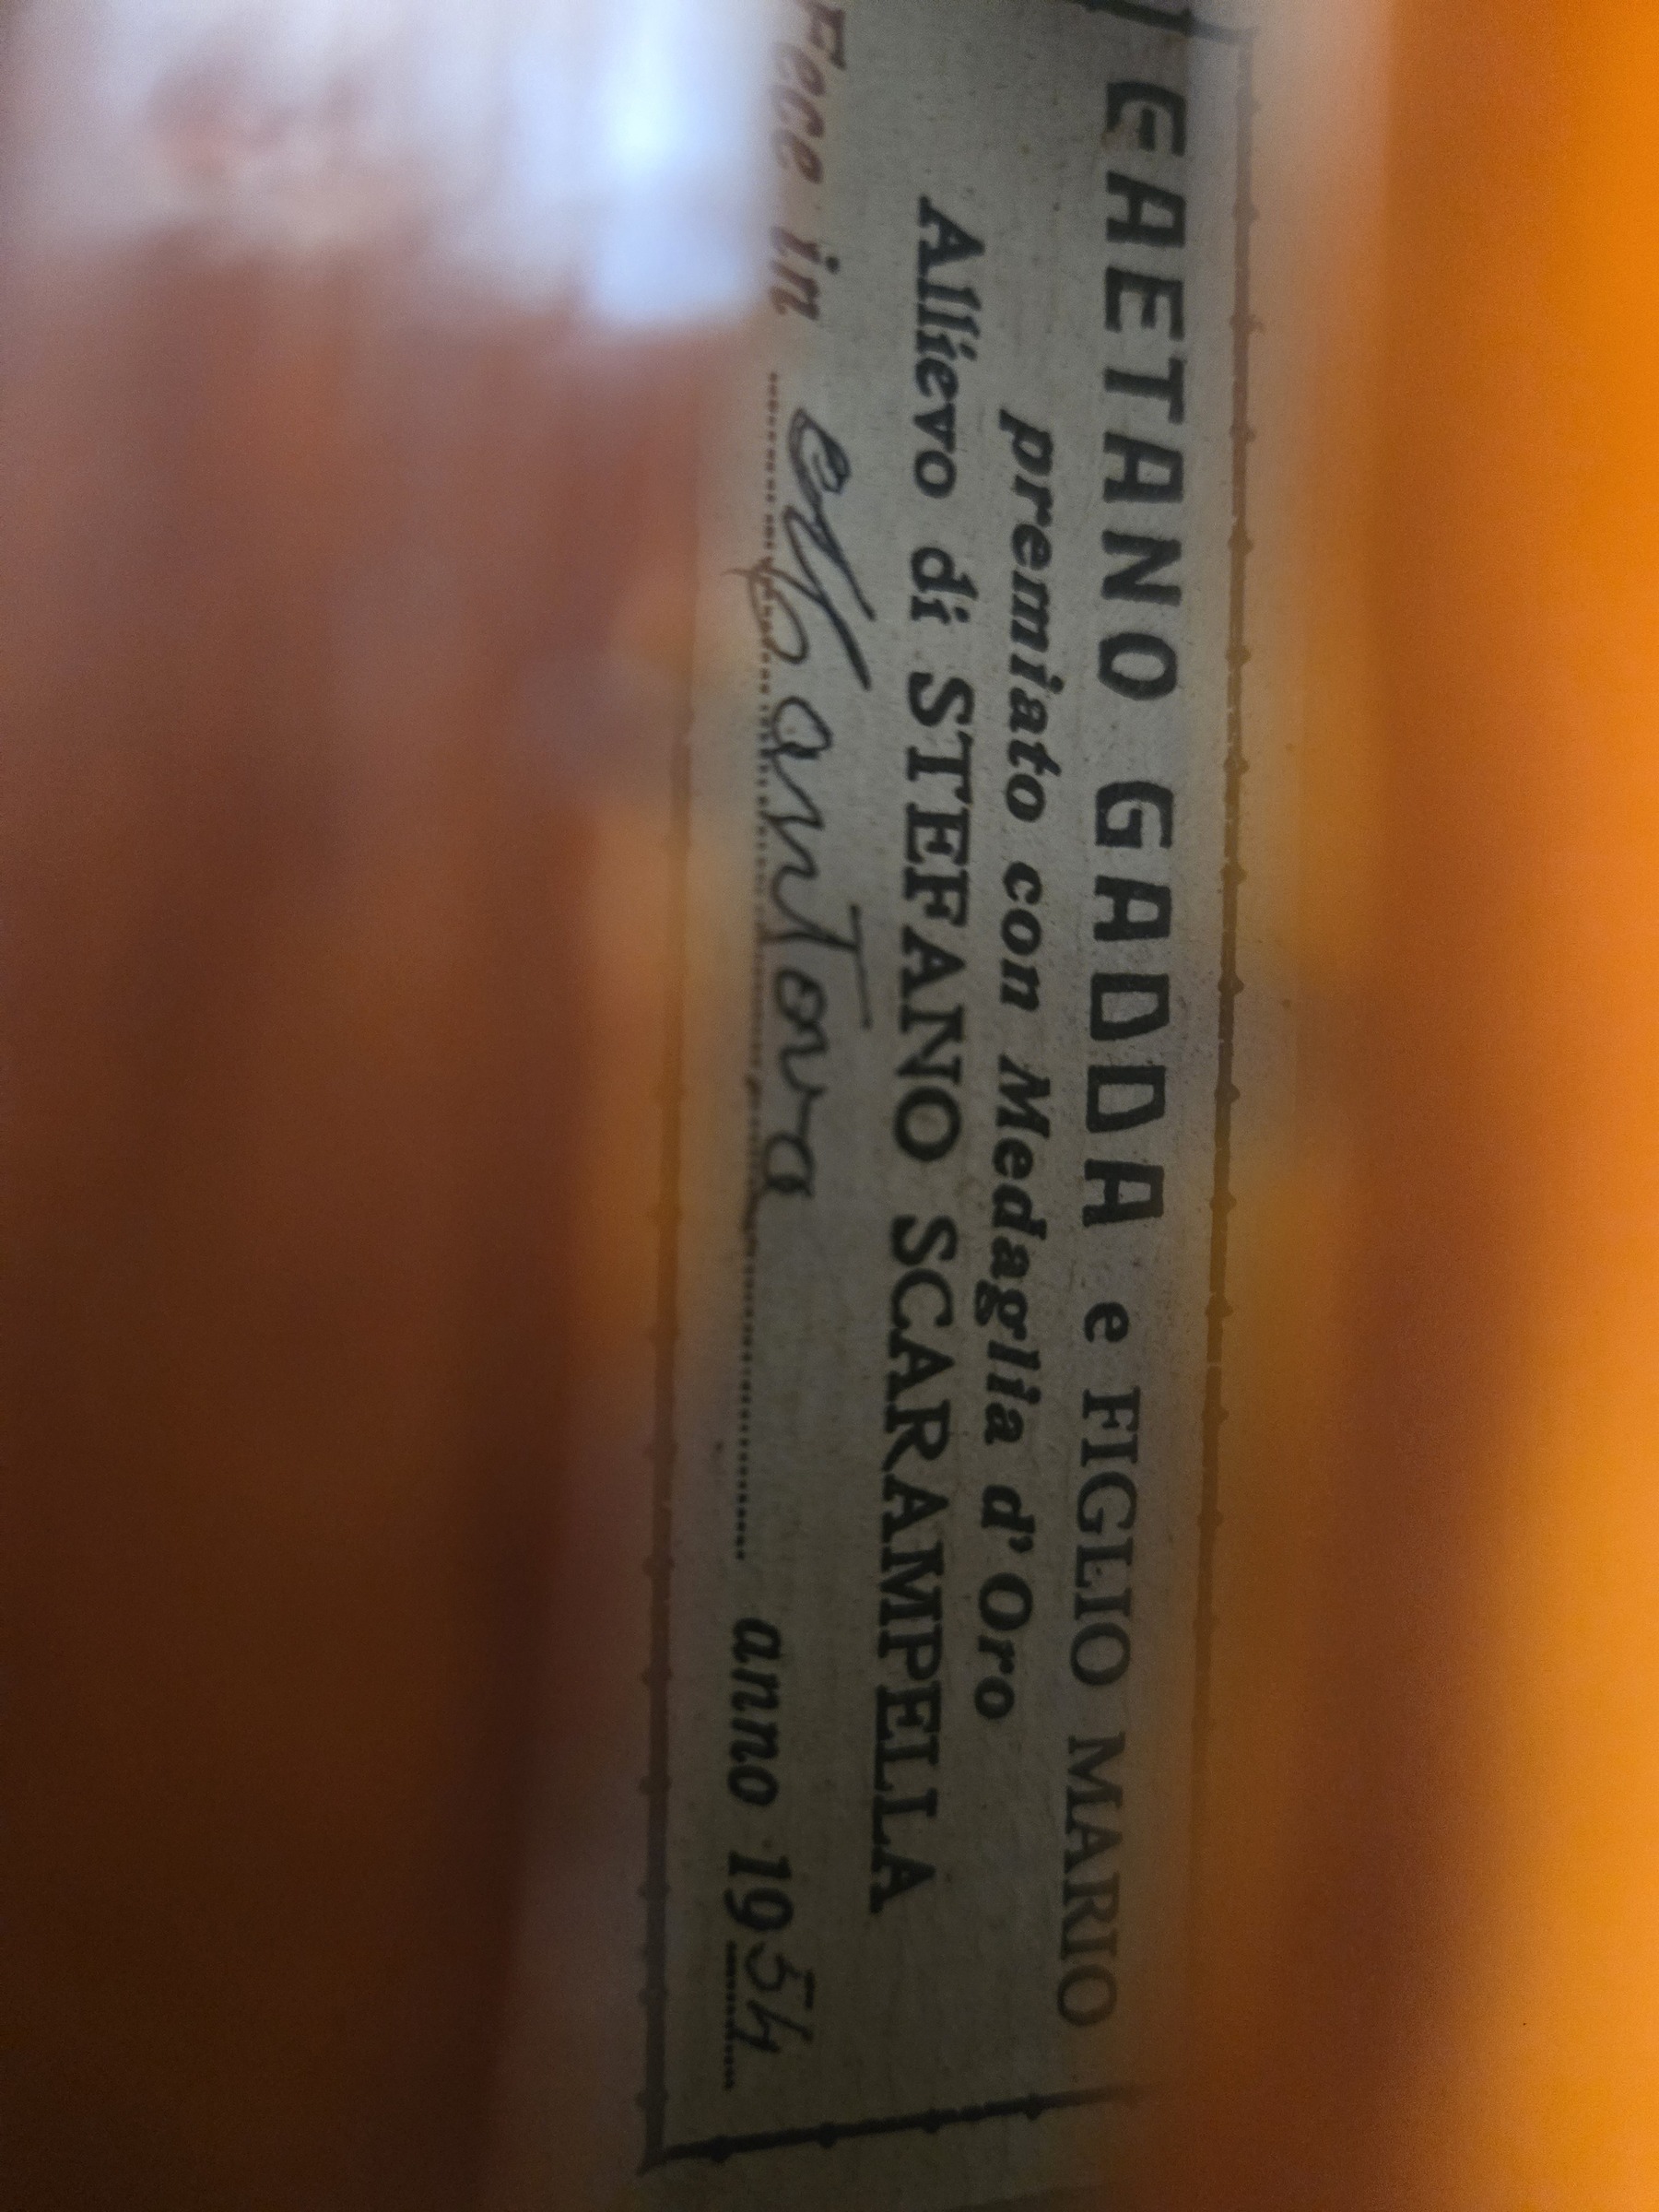 GAETANO GADDA e FIGLIO MARIO
premiato con Medaglia d'Oro
Allievo di STEFANO SCARAMPELLA
Fece in Mantova anno 1954